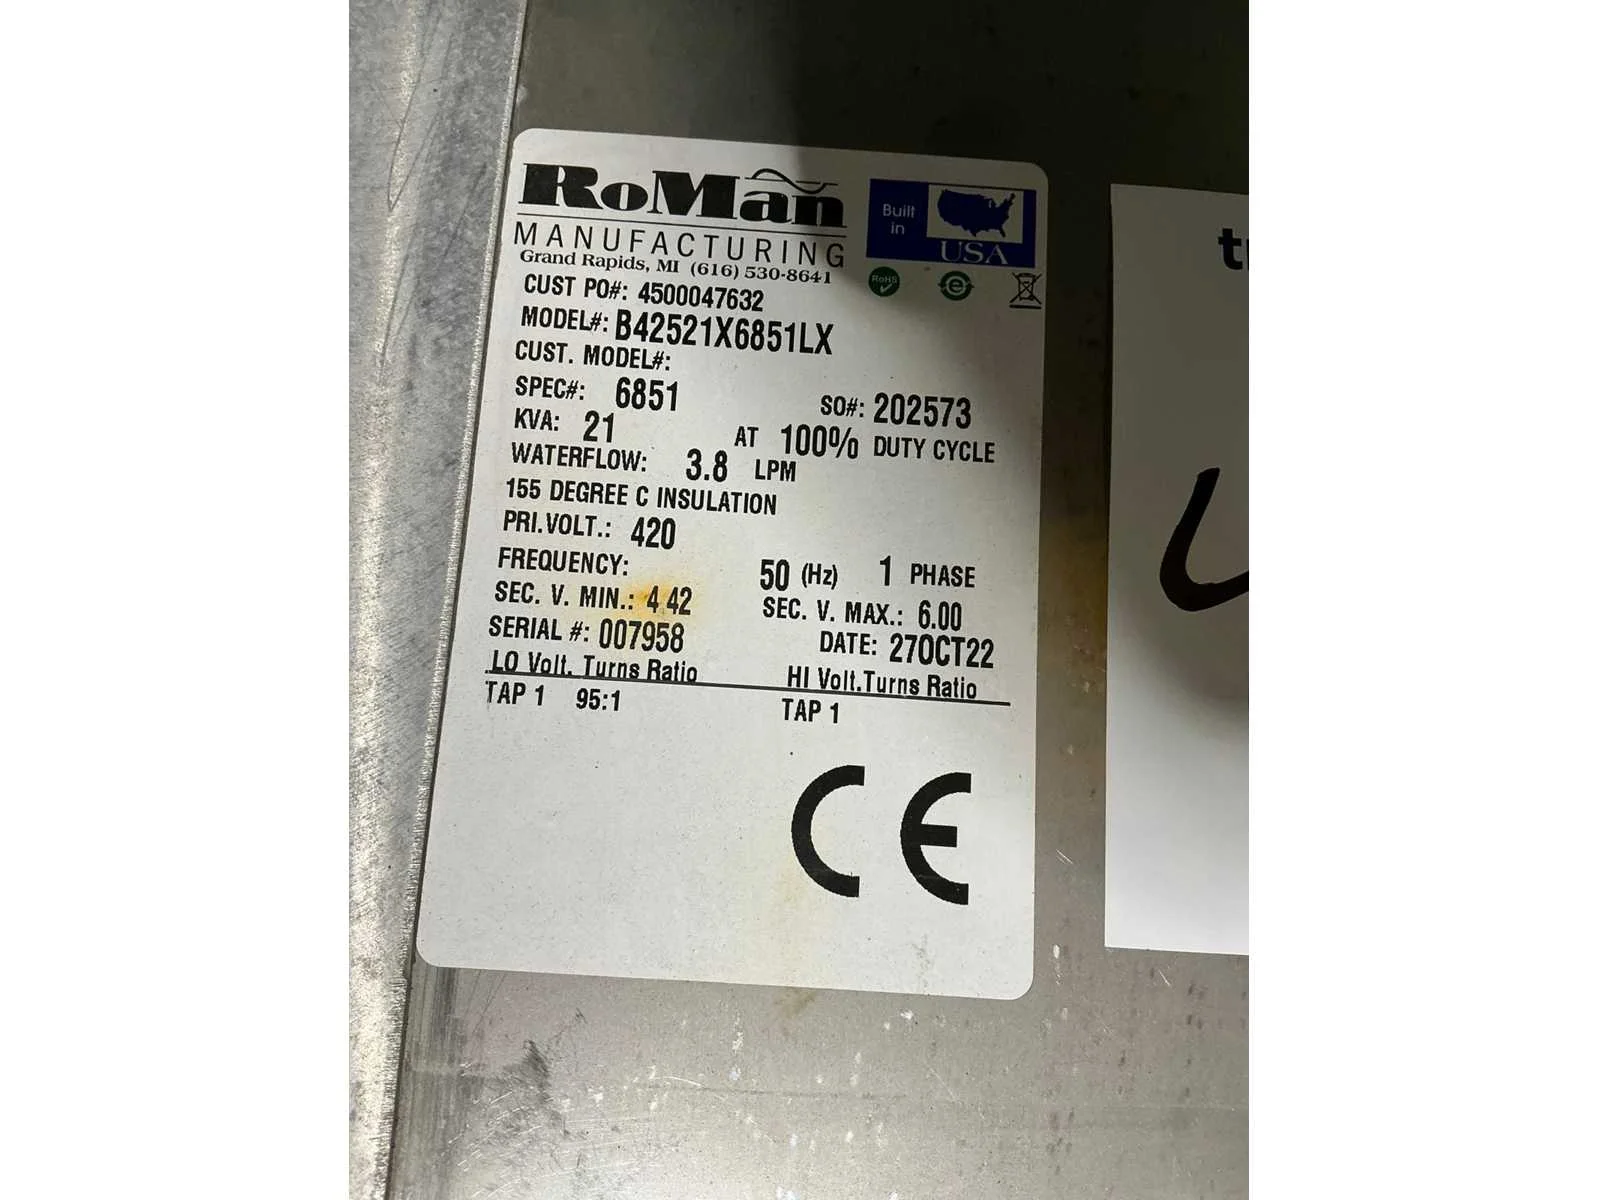 RoMan
MANUFACTURING
Grand Rapids, MI (616) 530-8641
Built
in
USA
RoHS
e
CUST PO#: 4500047632
MODEL#: B42521X6851LX
CUST. MODEL#:
SPEC#: 6851 SO#: 202573
KVA: 21 AT 100% DUTY CYCLE
WATERFLOW: 3.8 LPM
155 DEGREE C INSULATION
PRI.VOLT.: 420
FREQUENCY: 50 (Hz) 1 PHASE
SEC. V. MIN.: 4 42 SEC. V. MAX.: 6.00
SERIAL #: 007958 DATE: 27OCT22
LO Volt. Turns Ratio HI Volt.Turns Ratio
TAP 1 95:1 TAP 1
CE